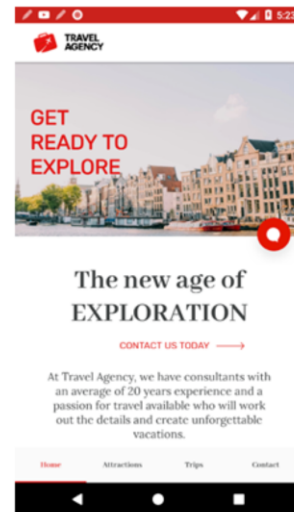 5:23
TRAVEL
AGENCY
GET
READY TO
EXPLORE
The new age of
EXPLORATION
CONTACT US TODAY
At Travel Agency, we have consultants with
an average of 20 years experience and a
passion for travel available who will work
out the details and create unforgettable
vacations.
Home Attractions Trips Contact